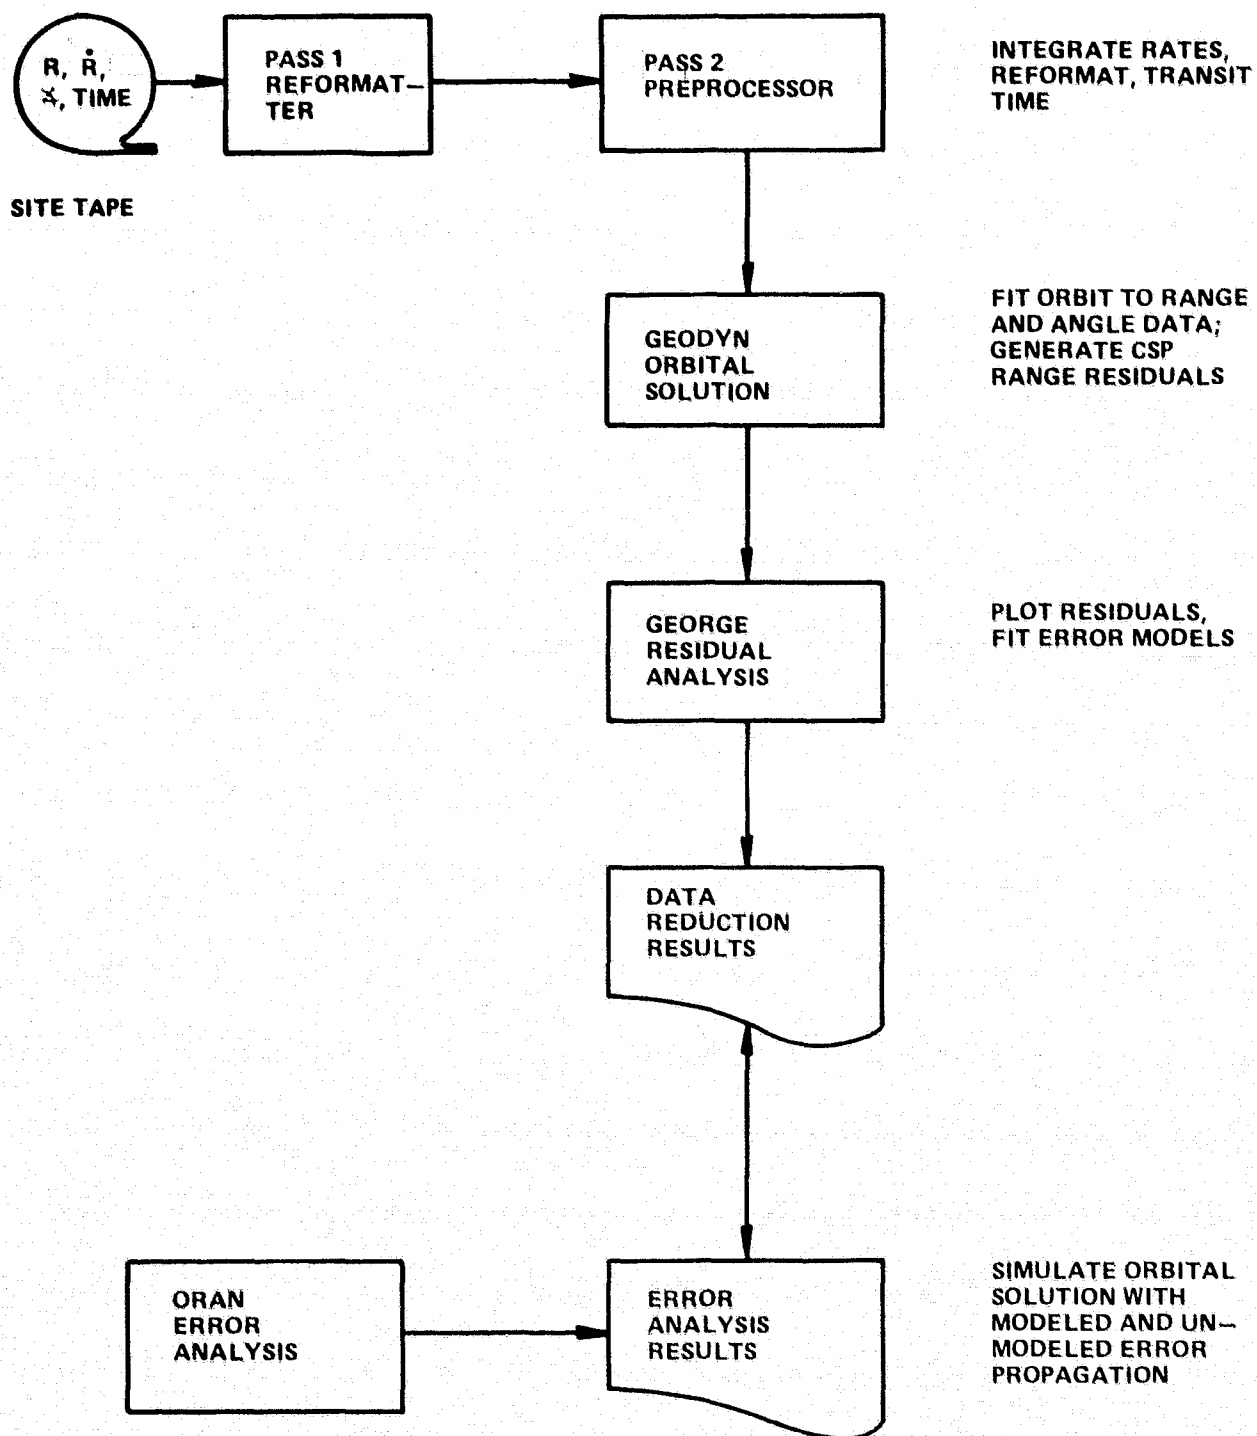 R, Ṙ,
∡, TIME
SITE TAPE
PASS 1
REFORMAT–
TER
PASS 2
PREPROCESSOR
INTEGRATE RATES,
REFORMAT, TRANSIT
TIME
GEODYN
ORBITAL
SOLUTION
FIT ORBIT TO RANGE
AND ANGLE DATA;
GENERATE CSP
RANGE RESIDUALS
GEORGE
RESIDUAL
ANALYSIS
PLOT RESIDUALS,
FIT ERROR MODELS
DATA
REDUCTION
RESULTS
ORAN
ERROR
ANALYSIS
ERROR
ANALYSIS
RESULTS
SIMULATE ORBITAL
SOLUTION WITH
MODELED AND UN–
MODELED ERROR
PROPAGATION